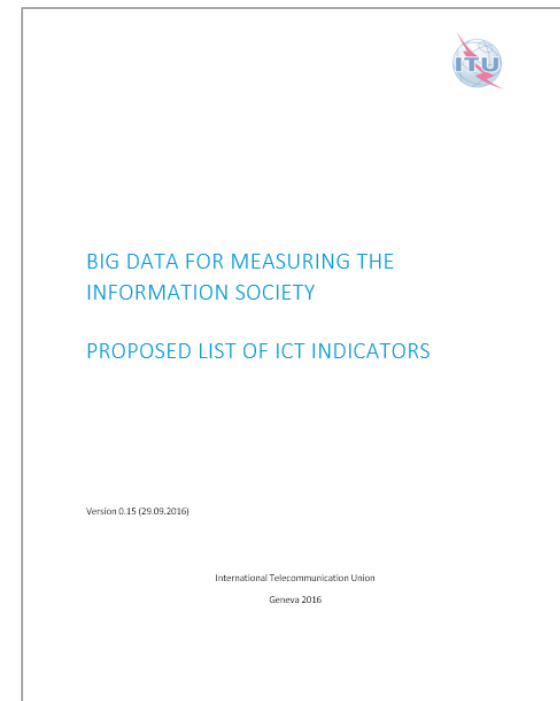 ITU
BIG DATA FOR MEASURING THE
INFORMATION SOCIETY
PROPOSED LIST OF ICT INDICATORS
Version 0.15 (29.09.2016)
International Telecommunication Union
Geneva 2016